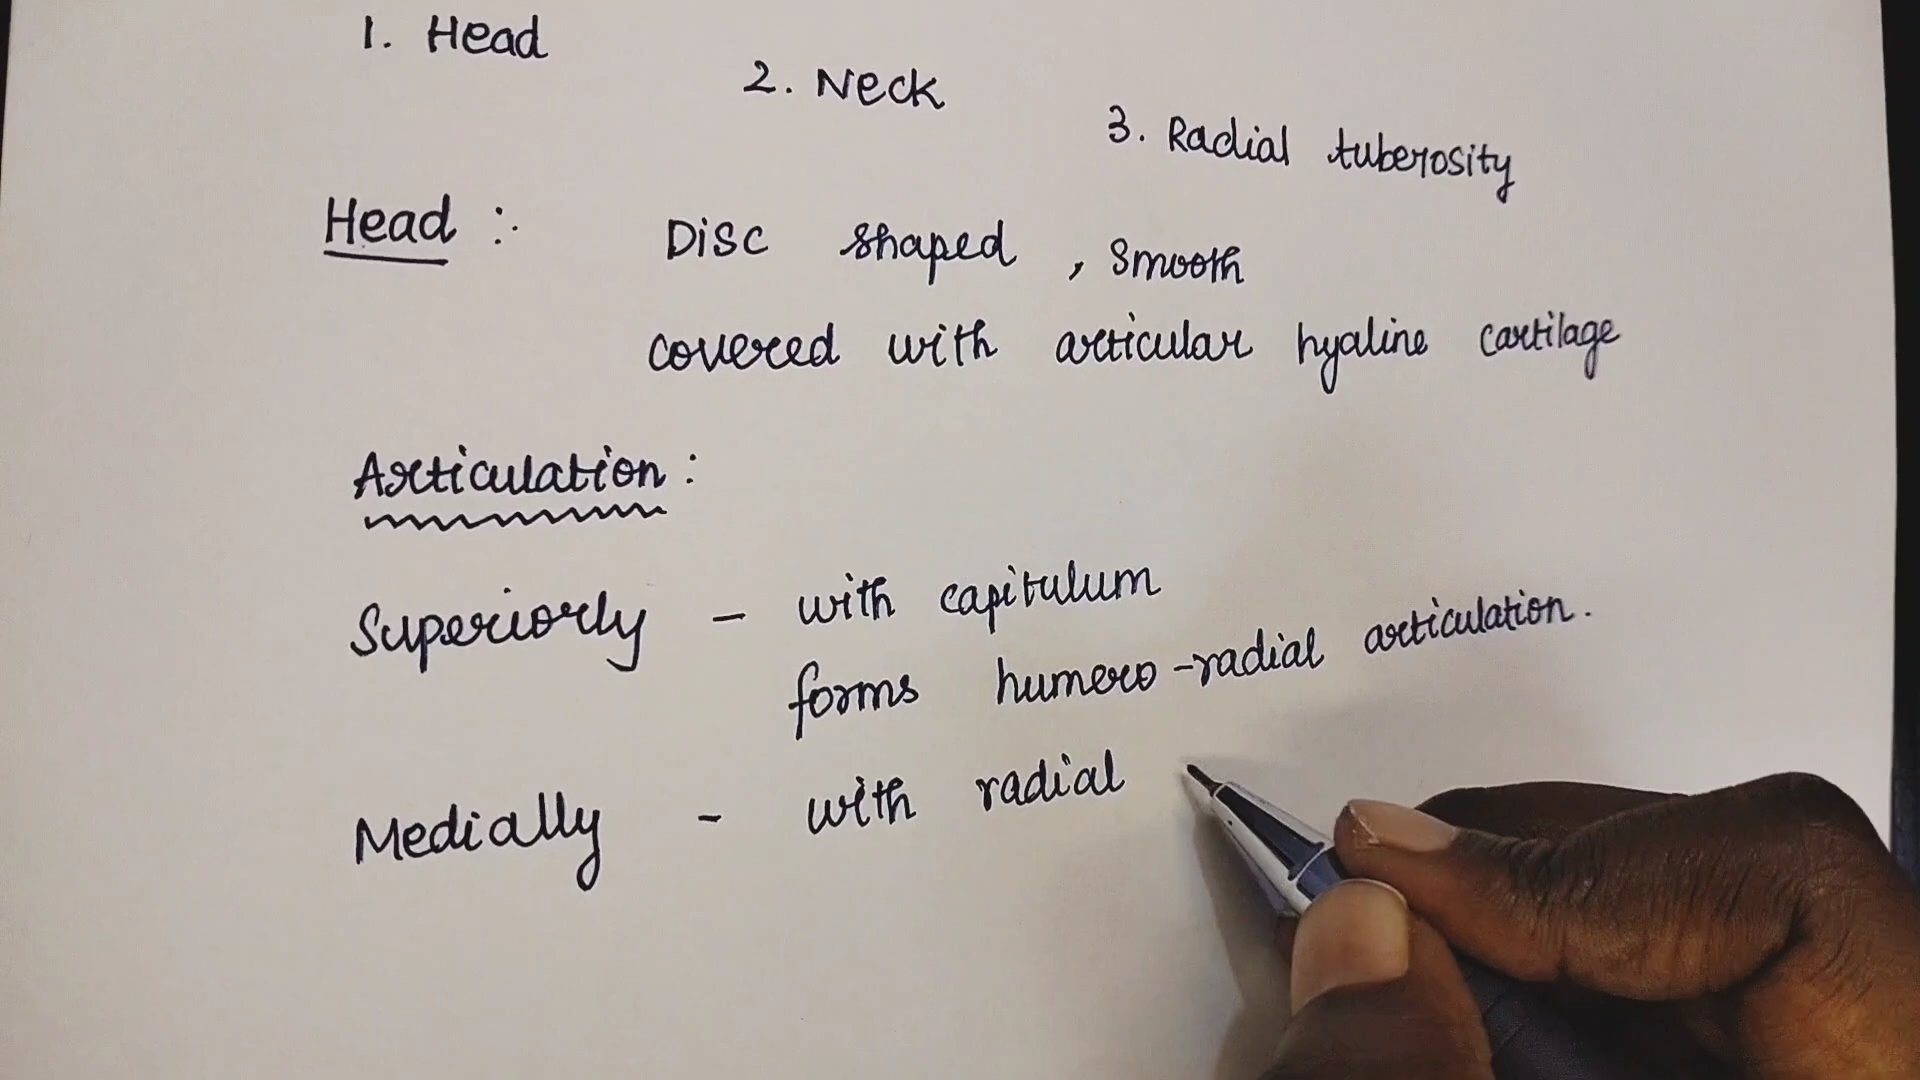 1. Head
2. Neck
3. Radial tuberosity
Head :. Disc shaped, smooth
covered with articular hyaline cartilage
Articulation :
Superiorly - with capitulum
forms humero-radial articulation.
Medially - with radial